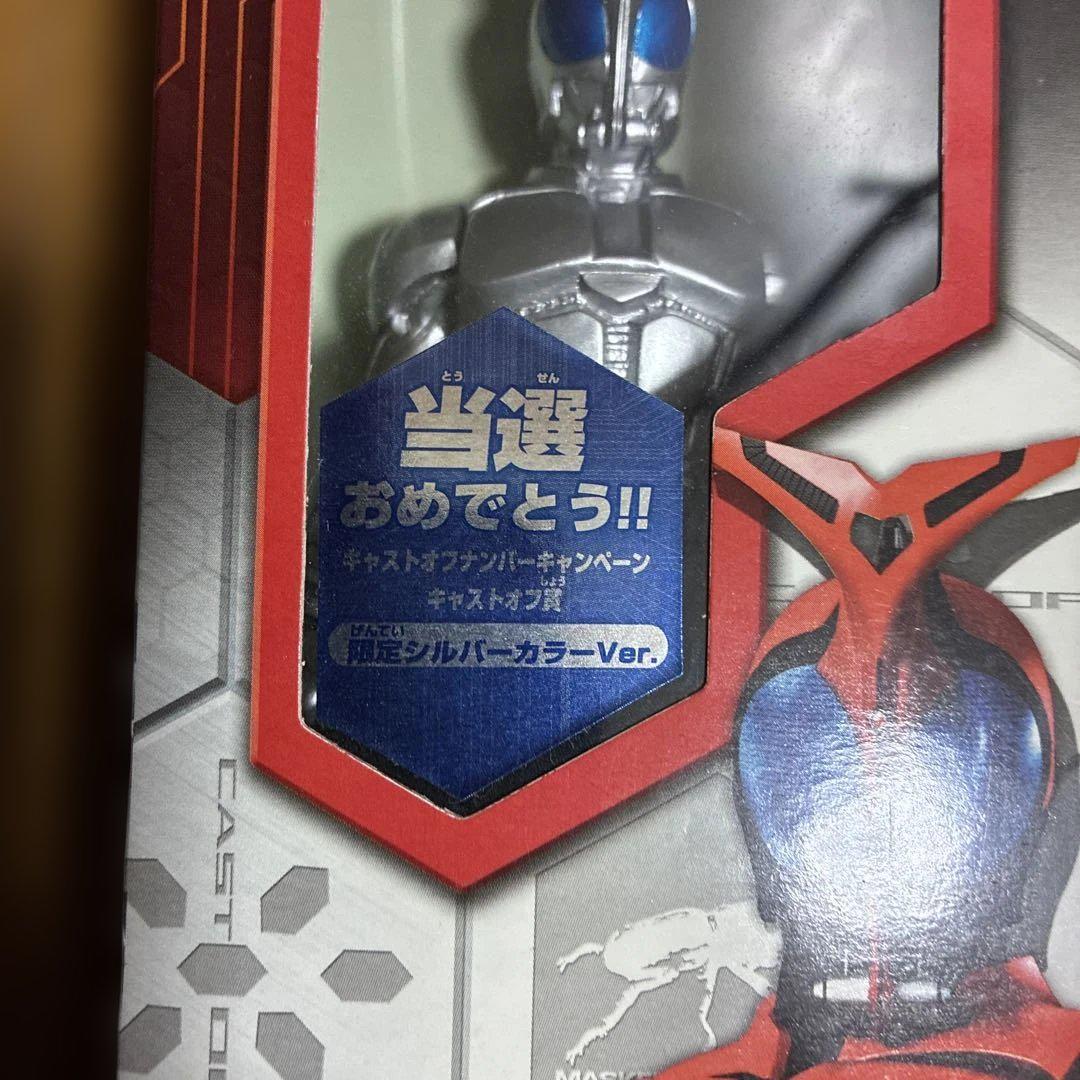 とう せん
当選
おめでとう!!
キャストオフナンバーキャンペーン
しょう
キャストオフ賞
げんてい
限定シルバーカラーVer.
CAST